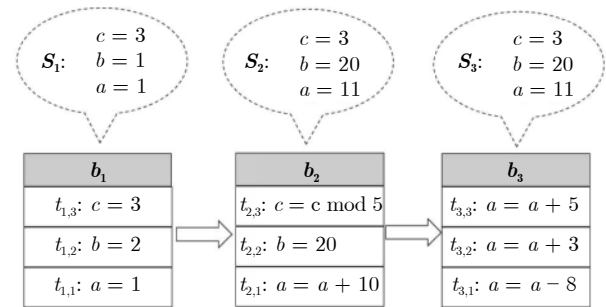 S₁: c = 3
b = 1
a = 1
S₂: c = 3
b = 20
a = 11
S₃: c = 3
b = 20
a = 11
b₁
t₁,₃: c = 3
t₁,₂: b = 2
t₁,₁: a = 1
b₂
t₂,₃: c = c mod 5
t₂,₂: b = 20
t₂,₁: a = a + 10
b₃
t₃,₃: a = a + 5
t₃,₂: a = a + 3
t₃,₁: a = a − 8